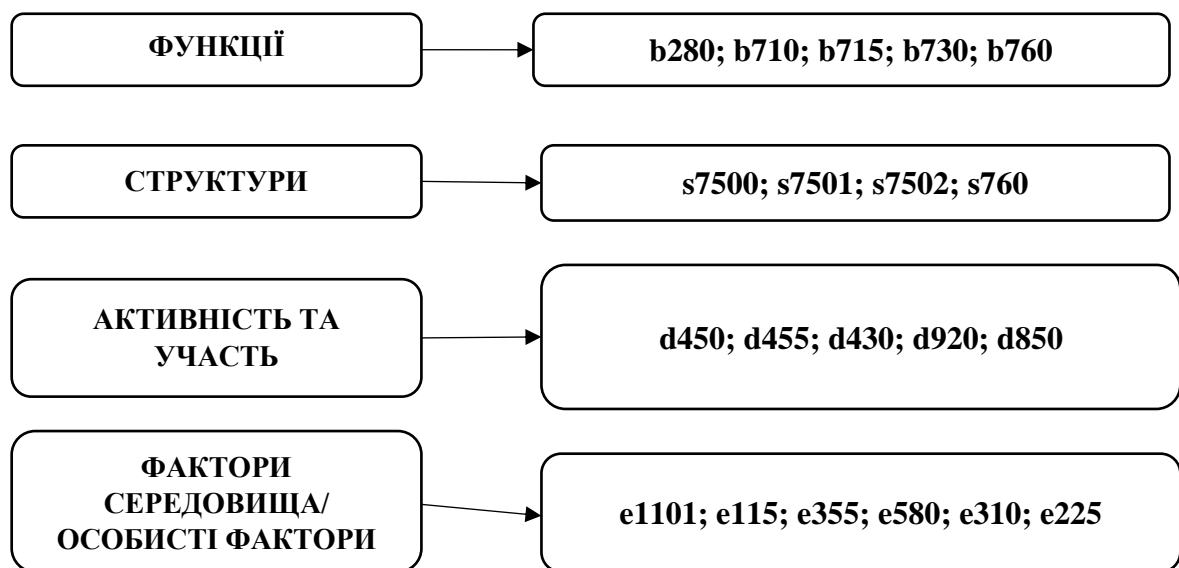 ФУНКЦІЇ
b280; b710; b715; b730; b760
СТРУКТУРИ
s7500; s7501; s7502; s760
АКТИВНІСТЬ ТА
УЧАСТЬ
d450; d455; d430; d920; d850
ФАКТОРИ
СЕРЕДОВИЩА/
ОСОБИСТІ ФАКТОРИ
e1101; e115; e355; e580; e310; e225